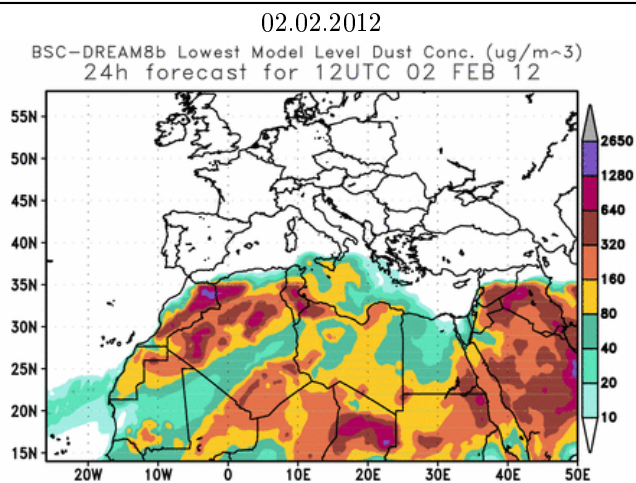 02.02.2012
BSC-DREAM8b Lowest Model Level Dust Conc. (ug/m^3)
24h forecast for 12UTC 02 FEB 12
55N
50N
45N
40N
35N
30N
25N
20N
15N
20W 10W 0 10E 20E 30E 40E 50E
2650
1280
640
320
160
80
40
20
10